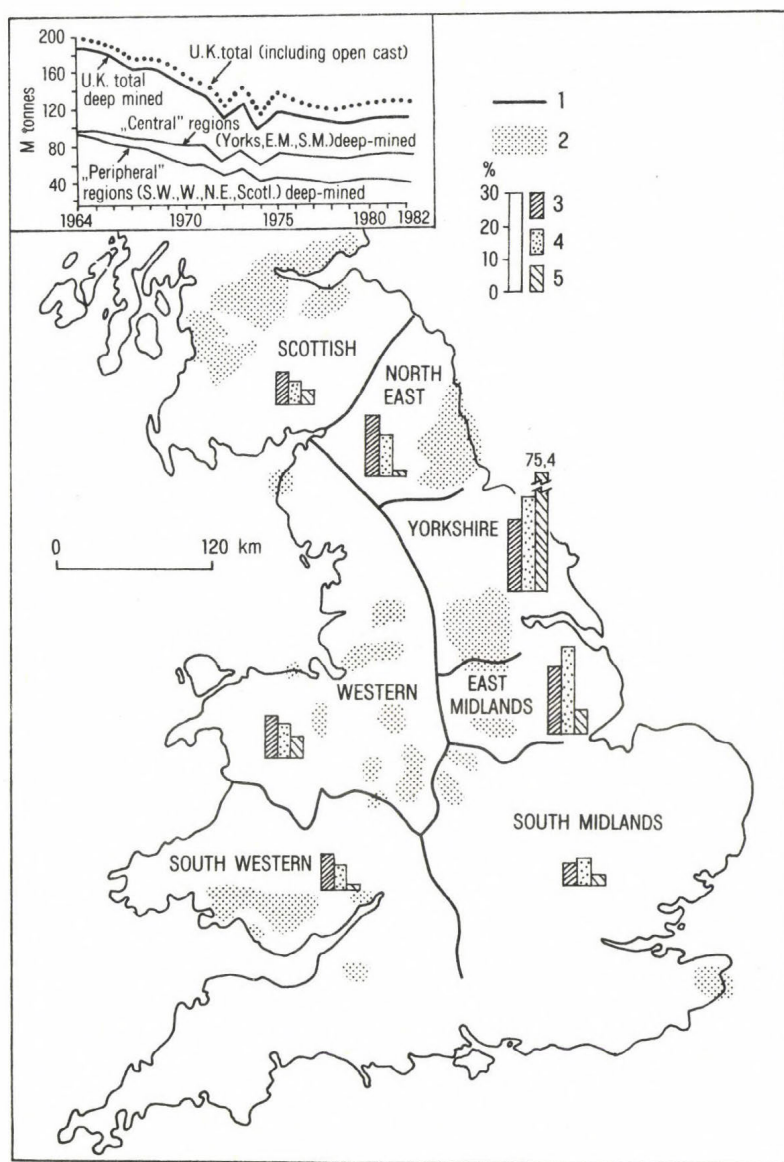 200
160
120
80
40
M tonnes
U.K. total (including open cast)
U.K. total
deep mined
„Central” regions
(Yorks, E.M., S.M.) deep-mined
„Peripheral”
regions (S.W., W., N.E., Scotl.) deep-mined
1964 1970 1975 1980 1982
1
2
%
30
20
10
0
3
4
5
SCOTTISH
NORTH
EAST
75,4
YORKSHIRE
0 120 km
EAST
MIDLANDS
WESTERN
SOUTH MIDLANDS
SOUTH WESTERN